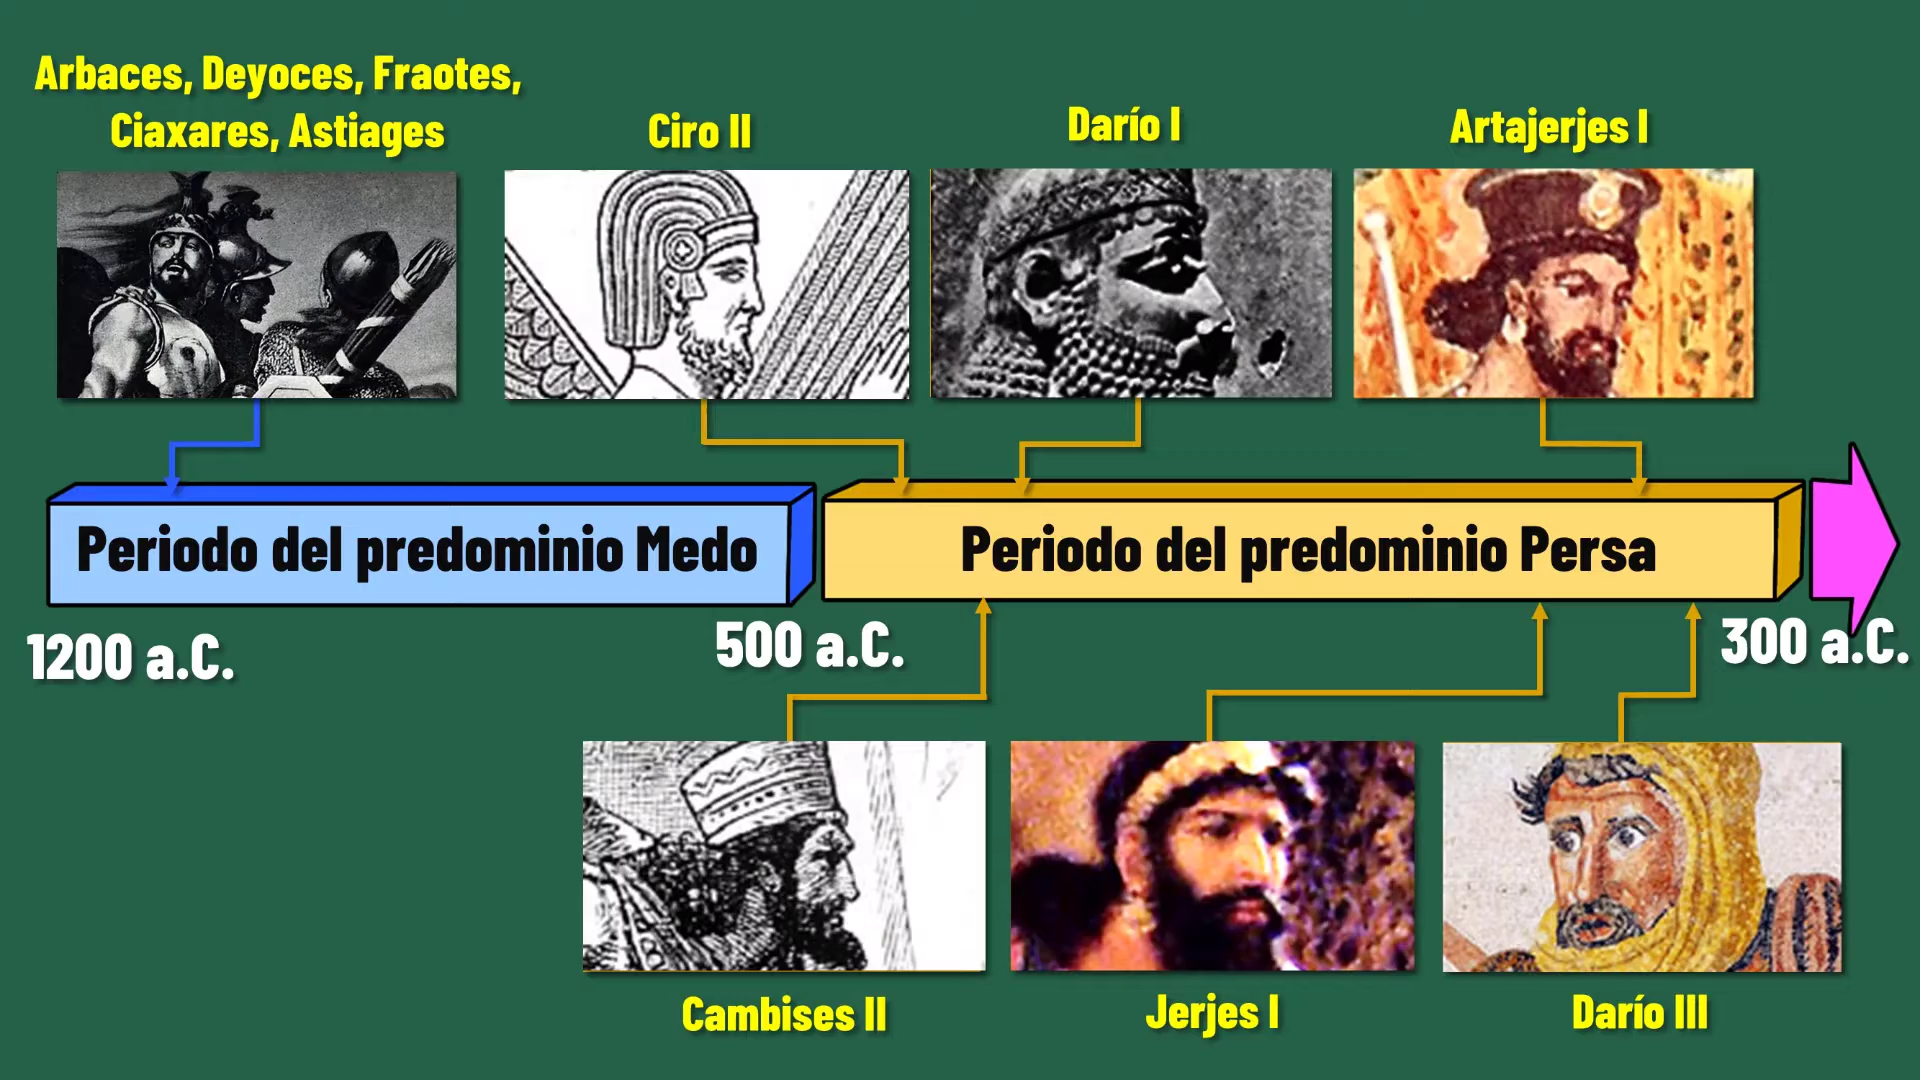 Arbaces, Deyoces, Fraotes,
Ciaxares, Astiages
Ciro II
Darío I
Artajerjes I
Periodo del predominio Medo
Periodo del predominio Persa
1200 a.C.
500 a.C.
300 a.C.
Cambises II
Jerjes I
Darío III